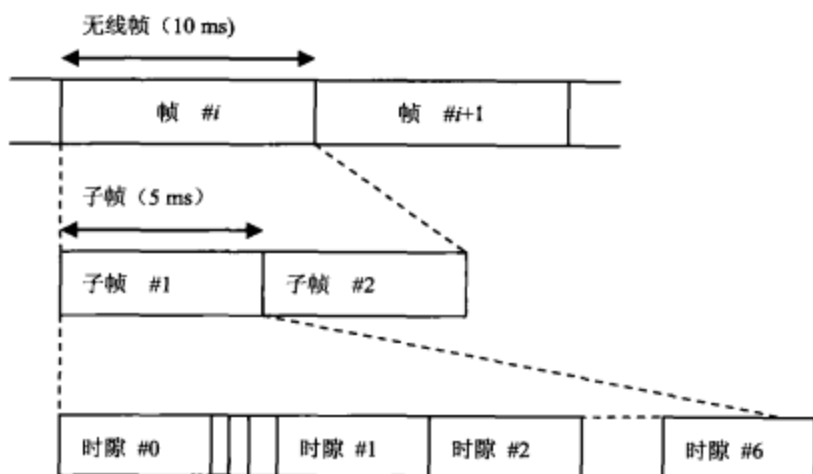 无线帧（10 ms)
帧 #i
帧 #i+1
子帧（5 ms）
子帧 #1
子帧 #2
时隙 #0
时隙 #1
时隙 #2
时隙 #6